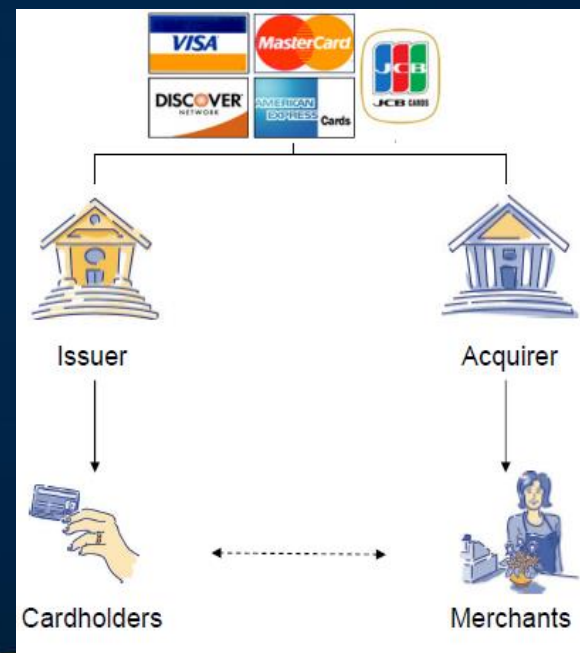 VISA
MasterCard
JCB
JCB CARDS
DISCOVER
NETWORK
AMERICAN
EXPRESS
Cards
Issuer
Acquirer
Cardholders
Merchants